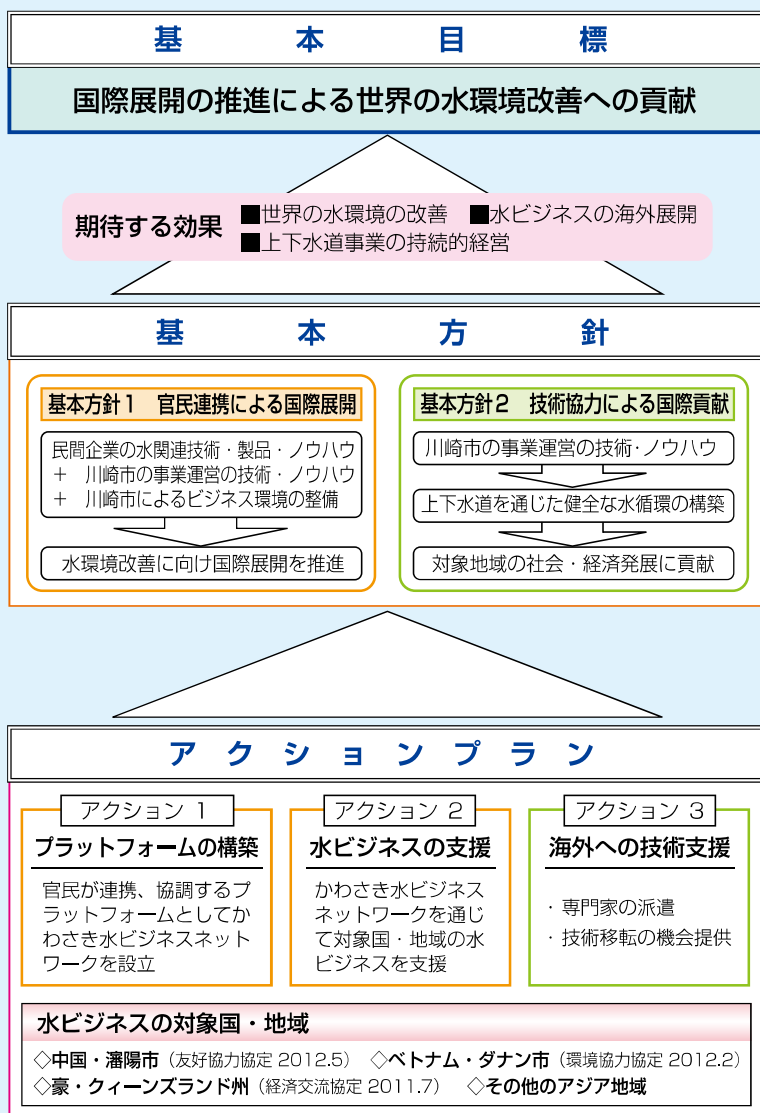 基本目標
国際展開の推進による世界の水環境改善への貢献
期待する効果
■世界の水環境の改善 ■水ビジネスの海外展開
■上下水道事業の持続的経営
基本方針
基本方針1 官民連携による国際展開
民間企業の水関連技術・製品・ノウハウ
+ 川崎市の事業運営の技術・ノウハウ
+ 川崎市によるビジネス環境の整備
水環境改善に向け国際展開を推進
基本方針2 技術協力による国際貢献
川崎市の事業運営の技術・ノウハウ
上下水道を通じた健全な水循環の構築
対象地域の社会・経済発展に貢献
アクションプラン
アクション 1
プラットフォームの構築
官民が連携、協調するプ
ラットフォームとしてか
わさき水ビジネスネット
ワークを設立
アクション 2
水ビジネスの支援
かわさき水ビジネス
ネットワークを通じ
て対象国・地域の水
ビジネスを支援
アクション 3
海外への技術支援
・専門家の派遣
・技術移転の機会提供
水ビジネスの対象国・地域
◇中国・瀋陽市（友好協力協定 2012.5） ◇ベトナム・ダナン市（環境協力協定 2012.2）
◇豪・クィーンズランド州（経済交流協定 2011.7） ◇その他のアジア地域